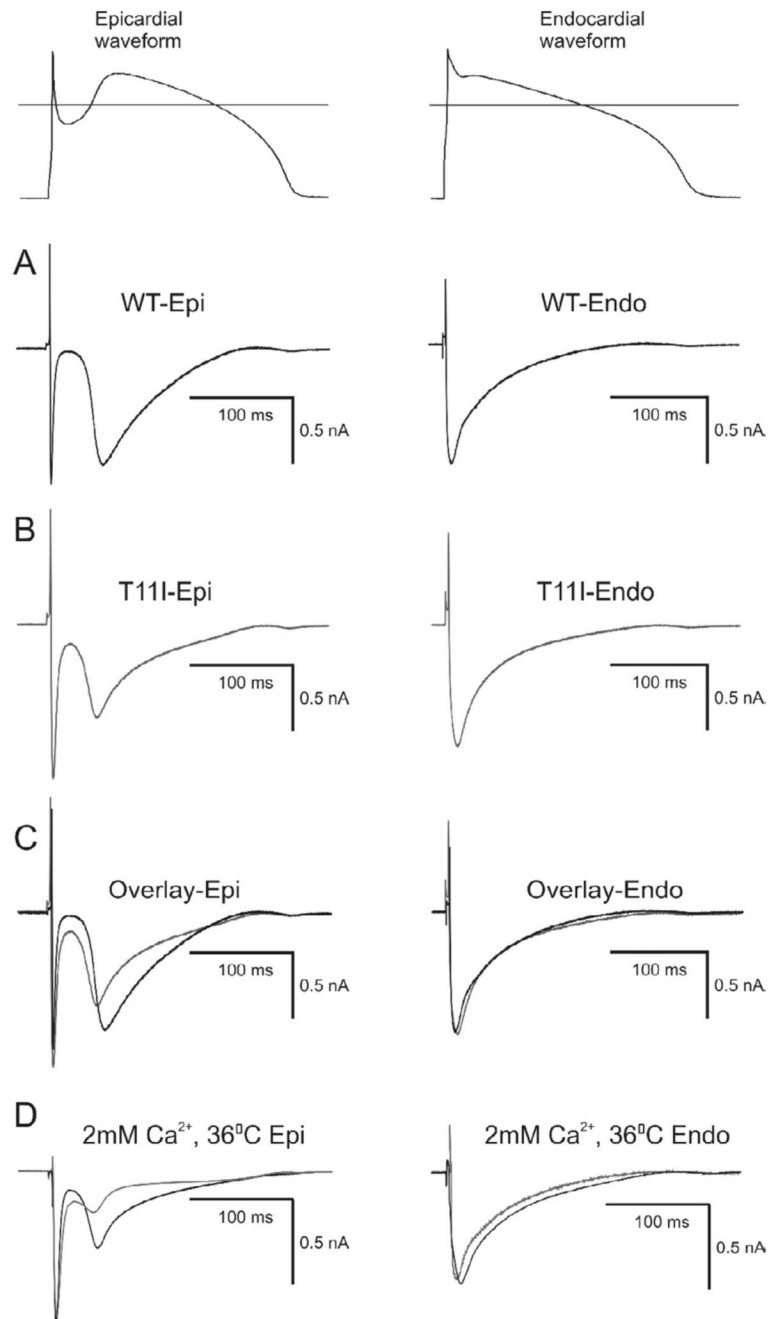 Epicardial
waveform
Endocardial
waveform
A
WT-Epi
WT-Endo
100 ms
0.5 nA
100 ms
0.5 nA
B
T11I-Epi
T11I-Endo
100 ms
0.5 nA
100 ms
0.5 nA
C
Overlay-Epi
Overlay-Endo
100 ms
0.5 nA
100 ms
0.5 nA
D
2mM Ca²⁺, 36⁰C Epi
2mM Ca²⁺, 36⁰C Endo
100 ms
0.5 nA
100 ms
0.5 nA